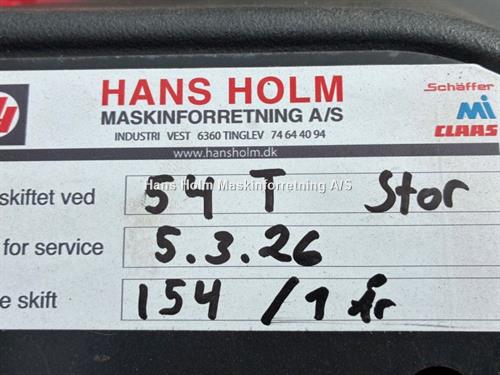 HANS HOLM
MASKINFORRETNING A/S
INDUSTRI VEST 6360 TINGLEV 74 64 40 94
www.hansholm.dk
Schäffer
Mi
CLAAS
skiftet ved 54 T Stor
Hans Holm Maskinforretning A/S
for service 5.3.26
e skift 154 / 1 År